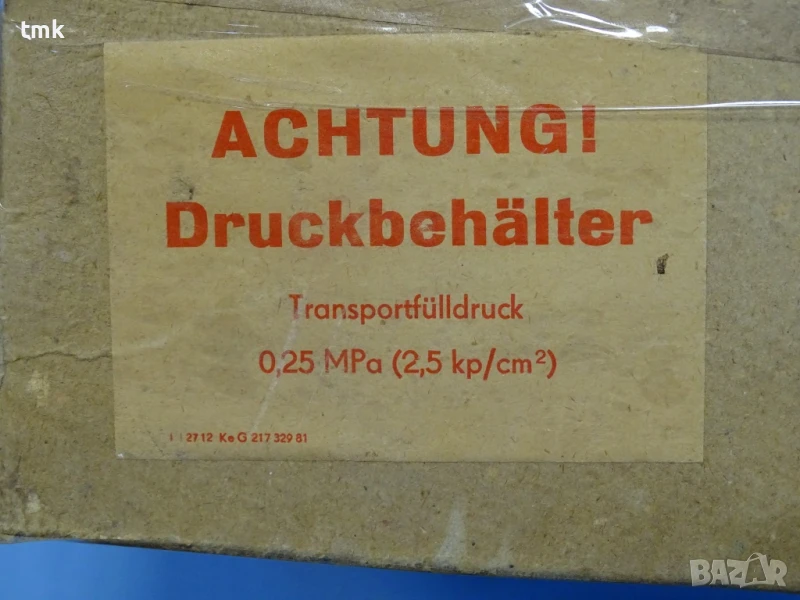 tmk
ACHTUNG!
Druckbehälter
Transportfülldruck
0,25 MPa (2,5 kp/cm²)
2712 Ke G 217 329 81
BAZAR